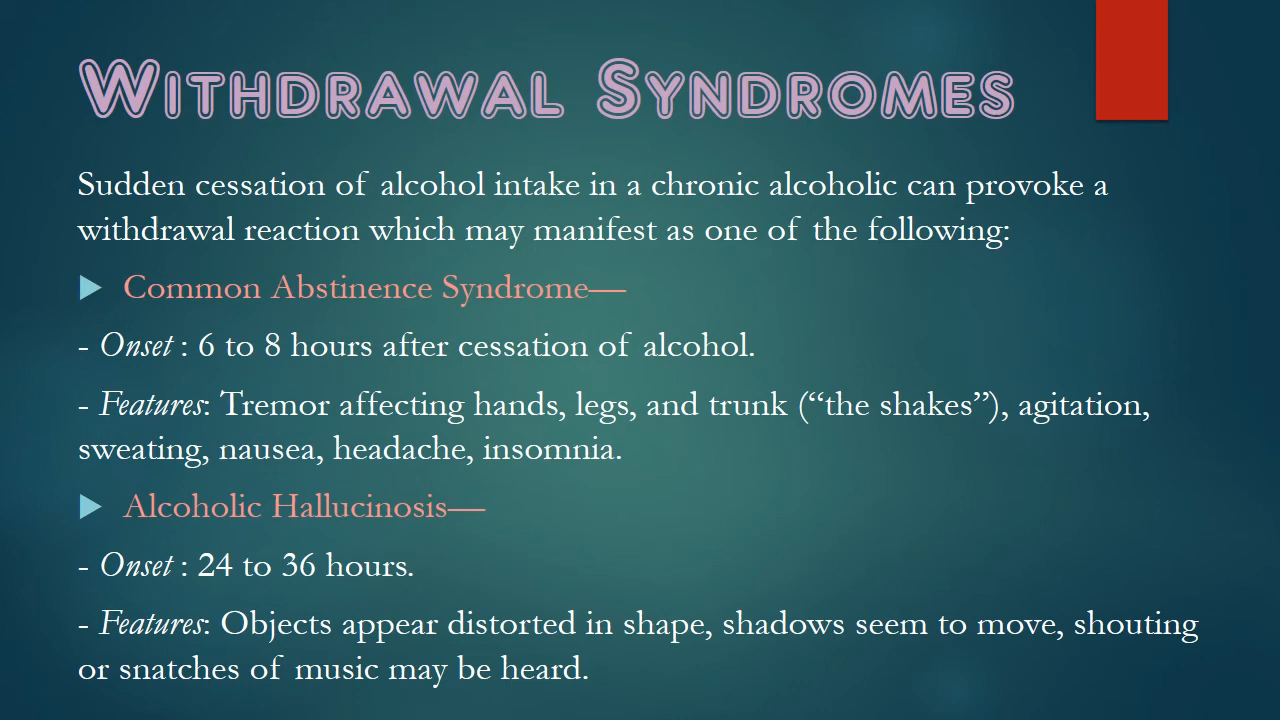 Withdrawal Syndromes
Sudden cessation of alcohol intake in a chronic alcoholic can provoke a
withdrawal reaction which may manifest as one of the following:
Common Abstinence Syndrome—
- Onset : 6 to 8 hours after cessation of alcohol.
- Features: Tremor affecting hands, legs, and trunk (“the shakes”), agitation,
sweating, nausea, headache, insomnia.
Alcoholic Hallucinosis—
- Onset : 24 to 36 hours.
- Features: Objects appear distorted in shape, shadows seem to move, shouting
or snatches of music may be heard.